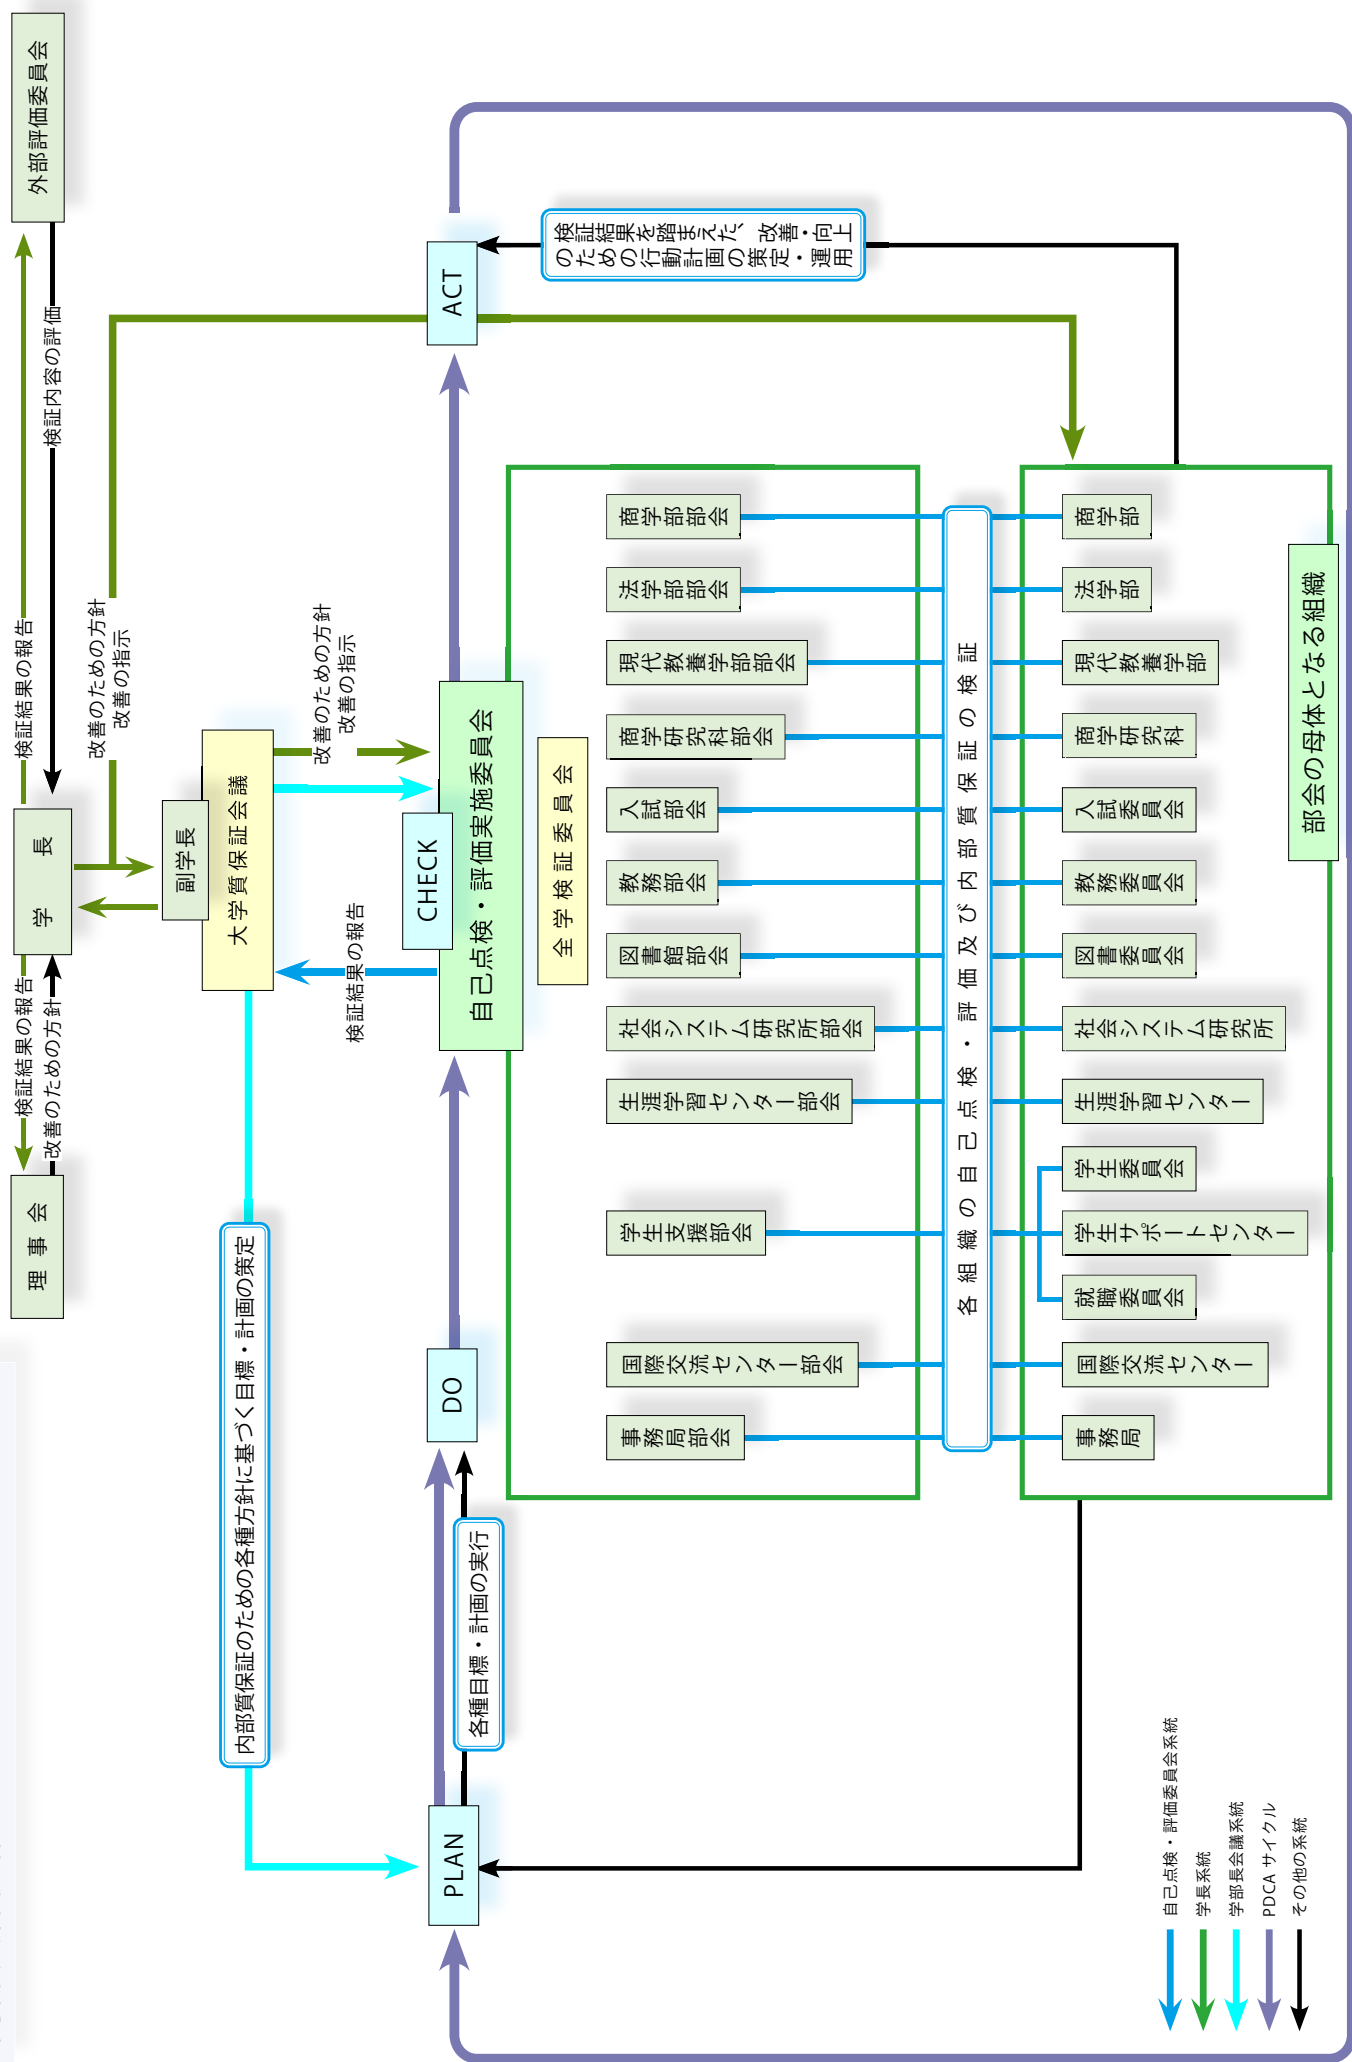 理事会
検証結果の報告
改善のための方針
学長
検証結果の報告
検証内容の評価
外部評価委員会
改善のための方針
改善の指示
副学長
大学質保証会議
内部質保証のための各種方針に基づく目標・計画の策定
検証結果の報告
改善のための方針
改善の指示
PLAN
各種目標・計画の実行
DO
CHECK
自己点検・評価実施委員会
ACT
検証結果を踏まえた、改善・向上
のための行動計画の策定・運用
全学検証委員会
事務局部会
国際交流センター部会
学生支援部会
生涯学習センター部会
社会システム研究所部会
図書館部会
教務部会
入試部会
商学研究科部会
現代教養学部部会
法学部部会
商学部部会
各組織の自己点検・評価及び内部質保証の検証
事務局
国際交流センター
就職委員会
学生サポートセンター
学生委員会
生涯学習センター
社会システム研究所
図書委員会
教務委員会
入試委員会
商学研究科
現代教養学部
法学部
商学部
部会の母体となる組織
自己点検・評価委員会系統
学長系統
学部長会議系統
PDCA サイクル
その他の系統